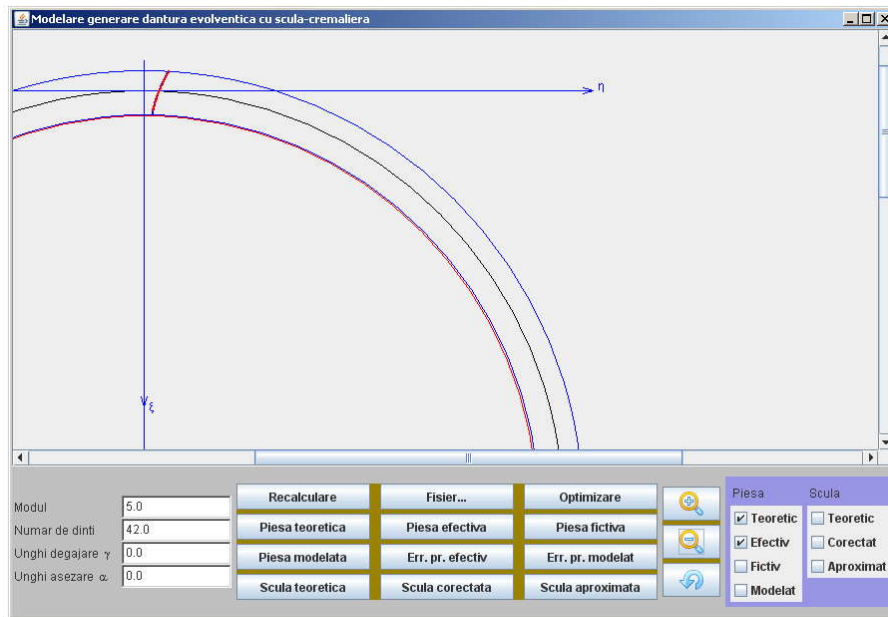 Modelare generare dantura evolventica cu scula-cremaliera
η
ξ
Modul 5.0
Numar de dinti 42.0
Unghi degajare γ 0.0
Unghi asezare α 0.0
Recalculare Fisier... Optimizare
Piesa teoretica Piesa efectiva Piesa fictiva
Piesa modelata Err. pr. efectiv Err. pr. modelat
Scula teoretica Scula corectata Scula aproximata
Piesa Scula
Teoretic Teoretic
Efectiv Corectat
Fictiv Aproximat
Modelat